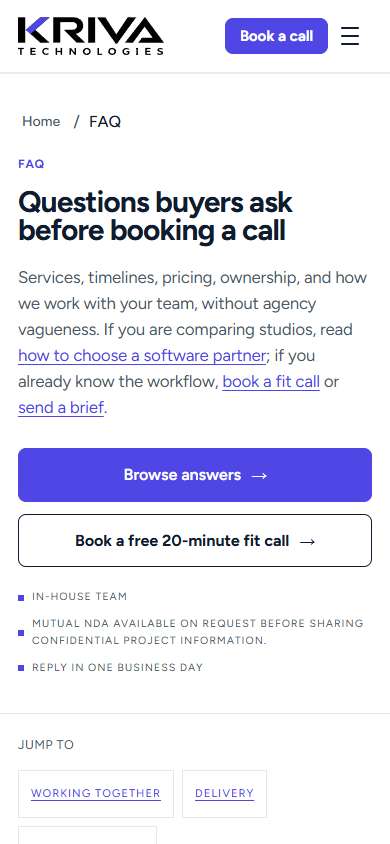 KRIVA
TECHNOLOGIES
Book a call
Home / FAQ
FAQ
Questions buyers ask
before booking a call
Services, timelines, pricing, ownership, and how
we work with your team, without agency
vagueness. If you are comparing studios, read
how to choose a software partner; if you
already know the workflow, book a fit call or
send a brief.
Browse answers →
Book a free 20-minute fit call →
IN-HOUSE TEAM
MUTUAL NDA AVAILABLE ON REQUEST BEFORE SHARING
CONFIDENTIAL PROJECT INFORMATION.
REPLY IN ONE BUSINESS DAY
JUMP TO
WORKING TOGETHER
DELIVERY